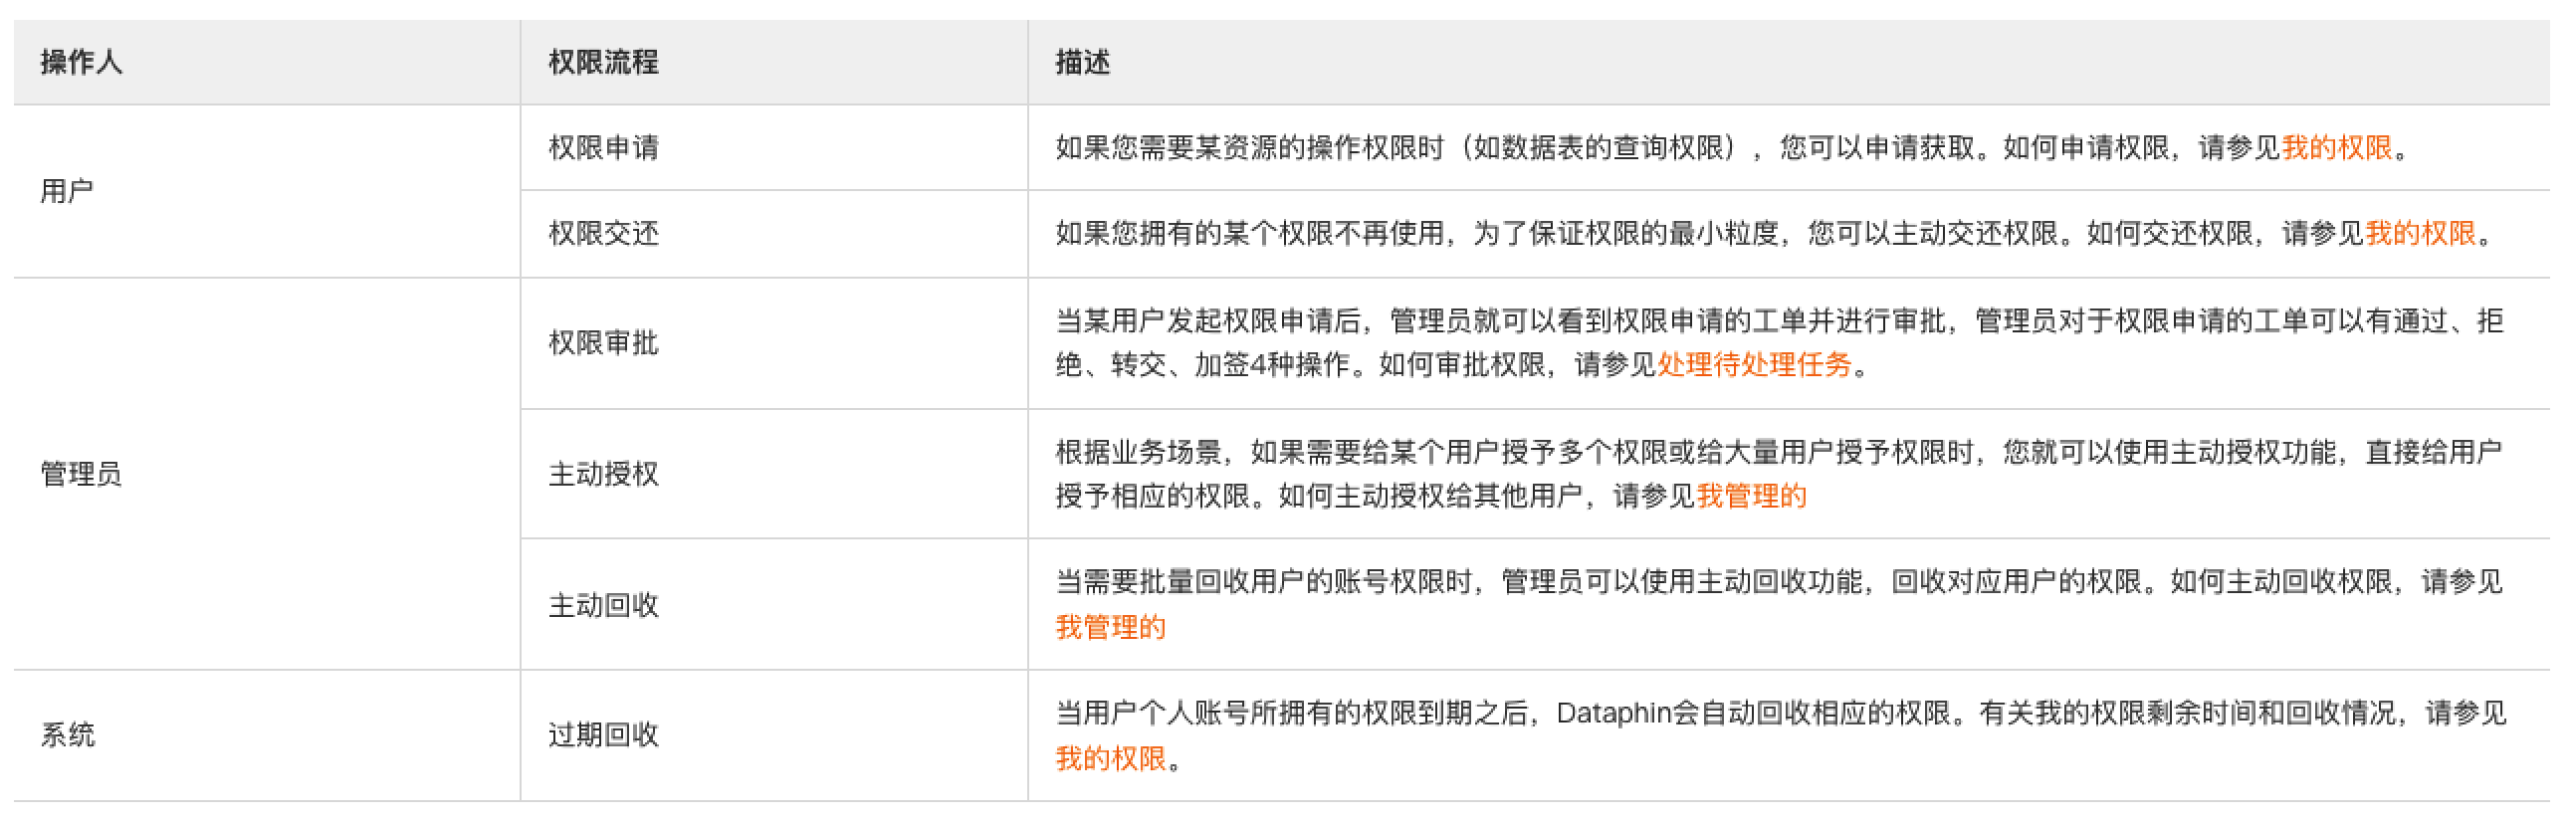 操作人 权限流程 描述
用户
权限申请
如果您需要某资源的操作权限时（如数据表的查询权限），您可以申请获取。如何申请权限，请参见我的权限。
权限交还
如果您拥有的某个权限不再使用，为了保证权限的最小粒度，您可以主动交还权限。如何交还权限，请参见我的权限。
管理员
权限审批
当某用户发起权限申请后，管理员就可以看到权限申请的工单并进行审批，管理员对于权限申请的工单可以有通过、拒
绝、转交、加签4种操作。如何审批权限，请参见处理待处理任务。
主动授权
根据业务场景，如果需要给某个用户授予多个权限或给大量用户授予权限时，您就可以使用主动授权功能，直接给用户
授予相应的权限。如何主动授权给其他用户，请参见我管理的
主动回收
当需要批量回收用户的账号权限时，管理员可以使用主动回收功能，回收对应用户的权限。如何主动回收权限，请参见
我管理的
系统
过期回收
当用户个人账号所拥有的权限到期之后，Dataphin会自动回收相应的权限。有关我的权限剩余时间和回收情况，请参见
我的权限。